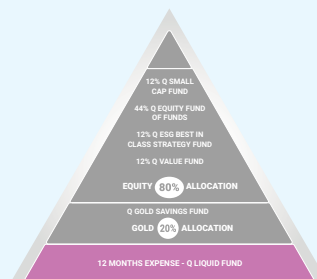 12% Q SMALL
CAP FUND
44% Q EQUITY FUND
OF FUNDS
12% Q ESG BEST IN
CLASS STRATEGY FUND
12% Q VALUE FUND
EQUITY 80% ALLOCATION
Q GOLD SAVINGS FUND
GOLD 20% ALLOCATION
12 MONTHS EXPENSE - Q LIQUID FUND